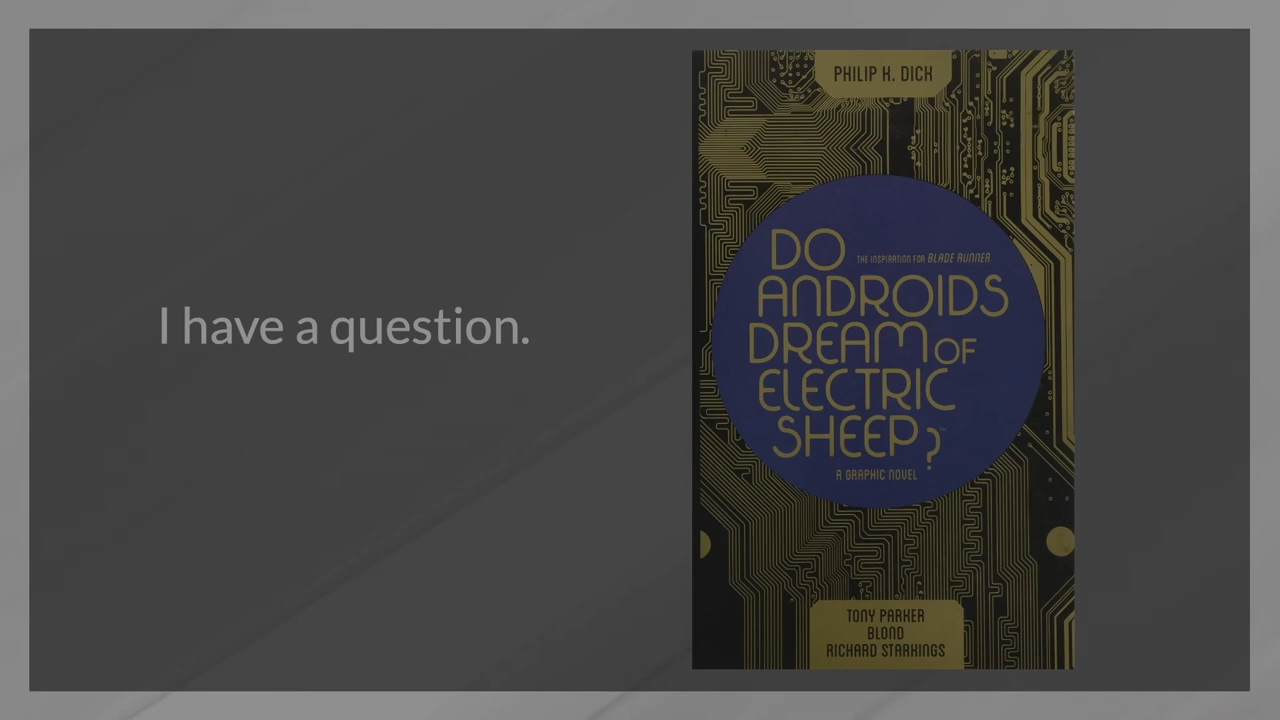 I have a question.
PHILIP K. DICK
DO
THE INSPIRATION FOR BLADE RUNNER
ANDROIDS
DREAM OF
ELECTRIC
SHEEP?
A GRAPHIC NOVEL
TONY PARKER
BLOND
RICHARD STARKINGS